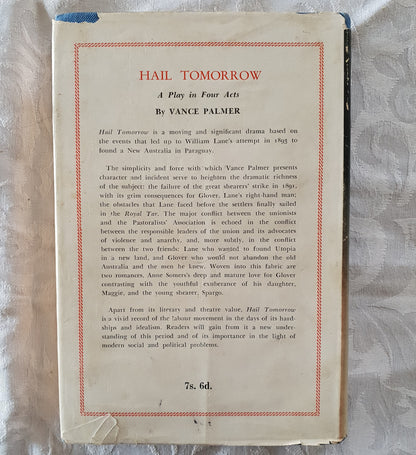 HAIL TOMORROW
A Play in Four Acts
By VANCE PALMER
Hail Tomorrow is a moving and significant drama based on
the events that led up to William Lane's attempt in 1893 to
found a New Australia in Paraguay.
The simplicity and force with which Vance Palmer presents
character and incident serve to heighten the dramatic richness
of the subject: the failure of the great shearers' strike in 1891,
with its grim consequences for Glover, Lane's right-hand man;
the obstacles that Lane faced before the settlers finally sailed
in the Royal Tar. The major conflict between the unionists
and the Pastoralists' Association is echoed in the conflict
between the responsible leaders of the union and its advocates
of violence and anarchy, and, more subtly, in the conflict
between the two friends: Lane who wanted to found Utopia
in a new land, and Glover who would not abandon the old
Australia and the men he knew. Woven into this fabric are
two romances, Anne Somers's deep and mature love for Glover
contrasting with the youthful exuberance of his daughter,
Maggie, and the young shearer, Spargo.
Apart from its literary and theatre value, Hail Tomorrow
is a vivid record of the labour movement in the days of its hard-
ships and idealism. Readers will gain from it a new under-
standing of this period and of its importance in the light of
modern social and political problems.
7s. 6d.